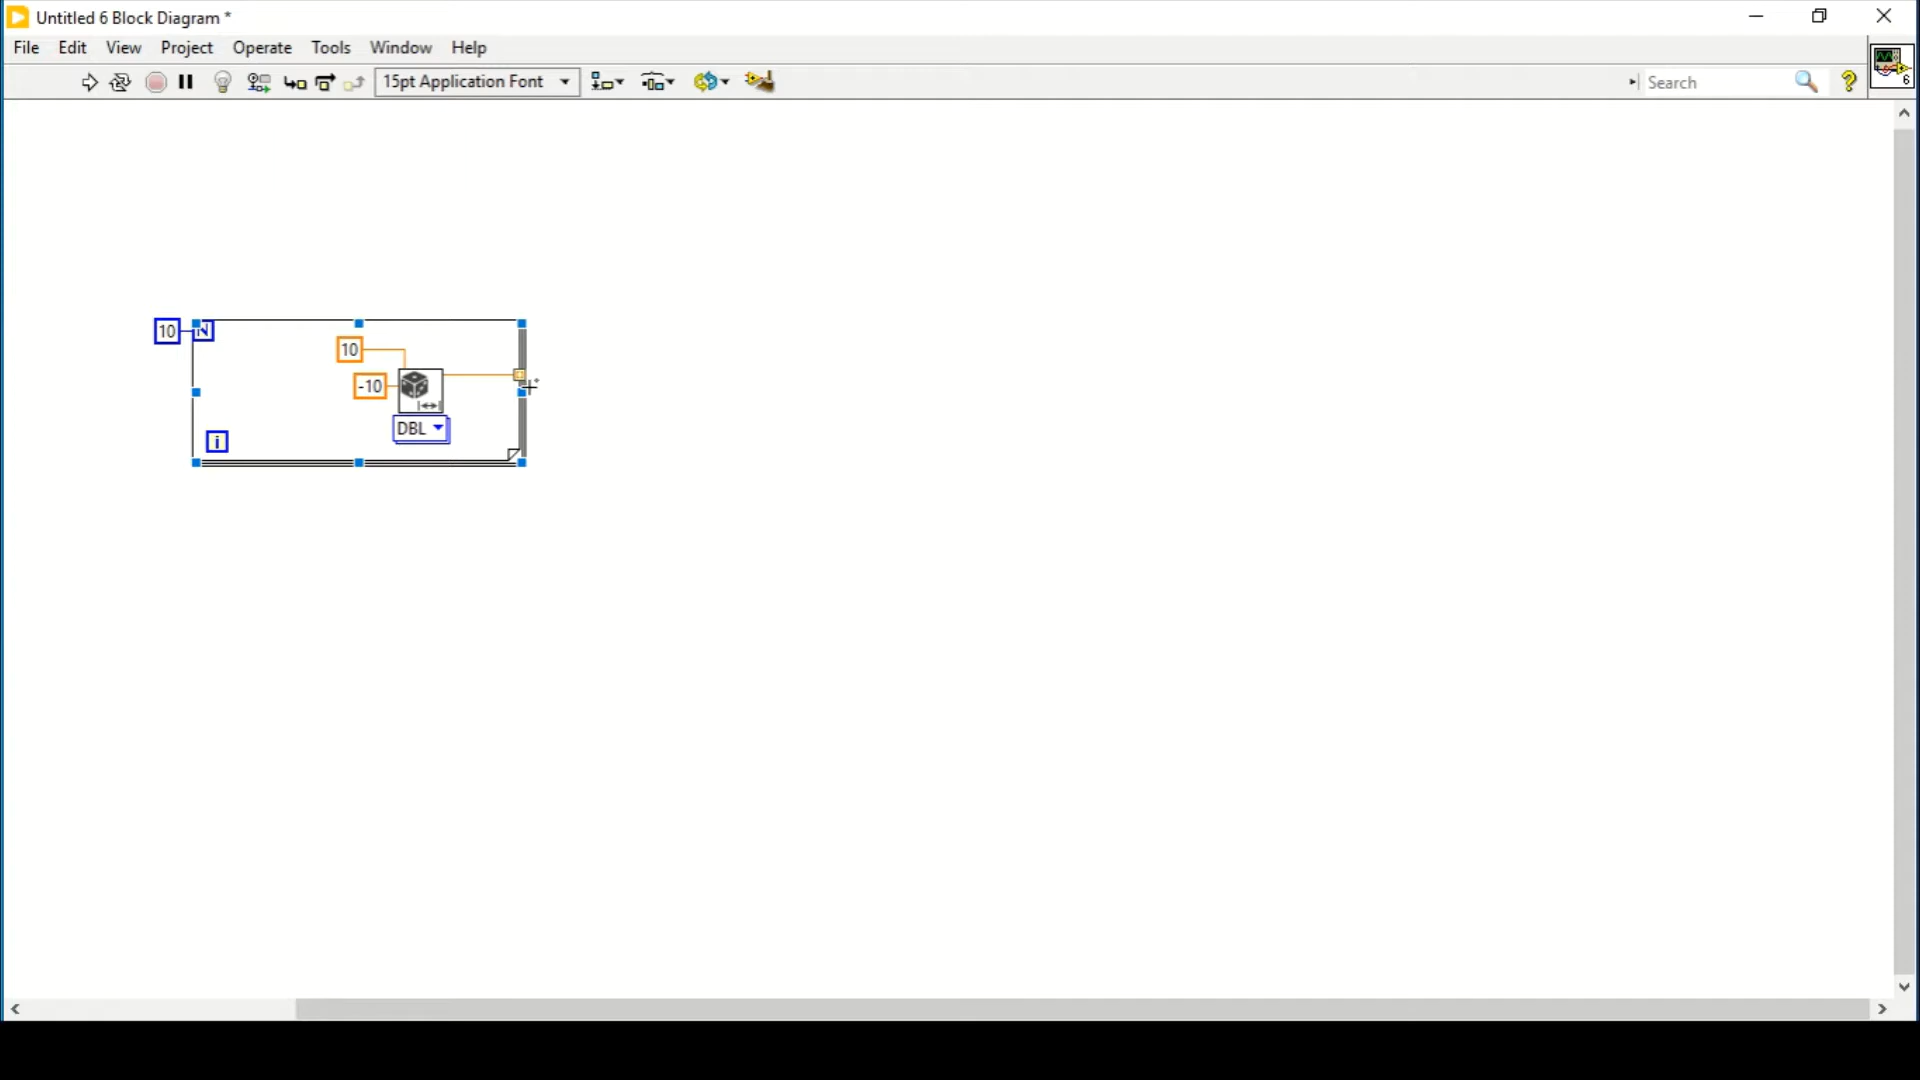 Untitled 6 Block Diagram *
File Edit View Project Operate Tools Window Help
15pt Application Font
Search
?
6
10 N
10
-10
DBL
i